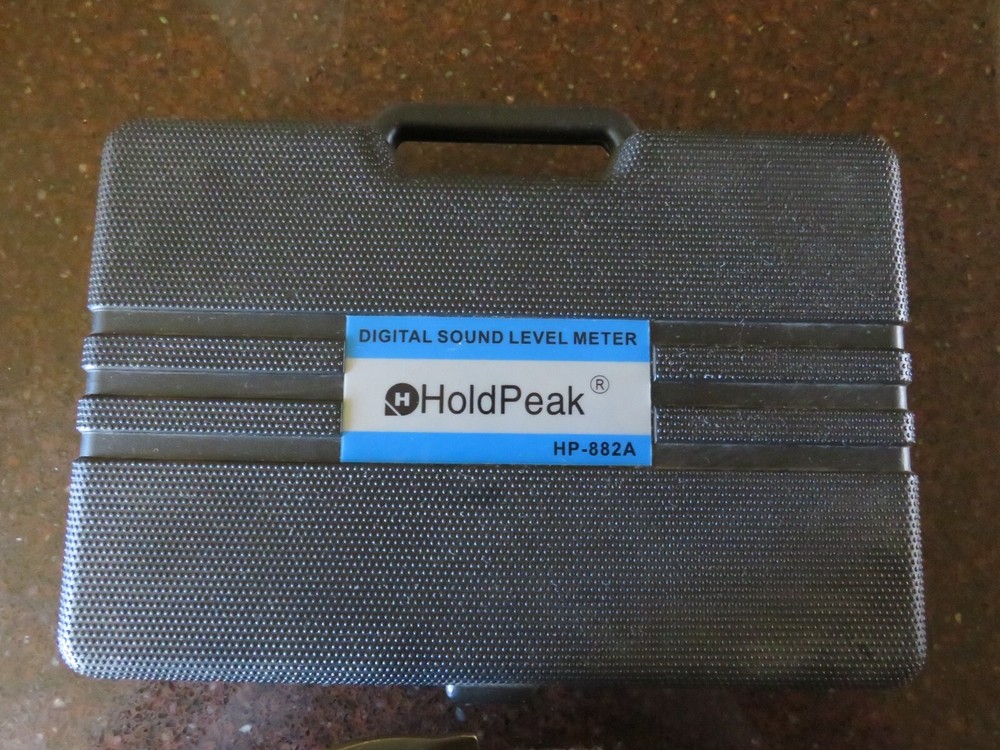 DIGITAL SOUND LEVEL METER
H HoldPeak ®
HP-882A